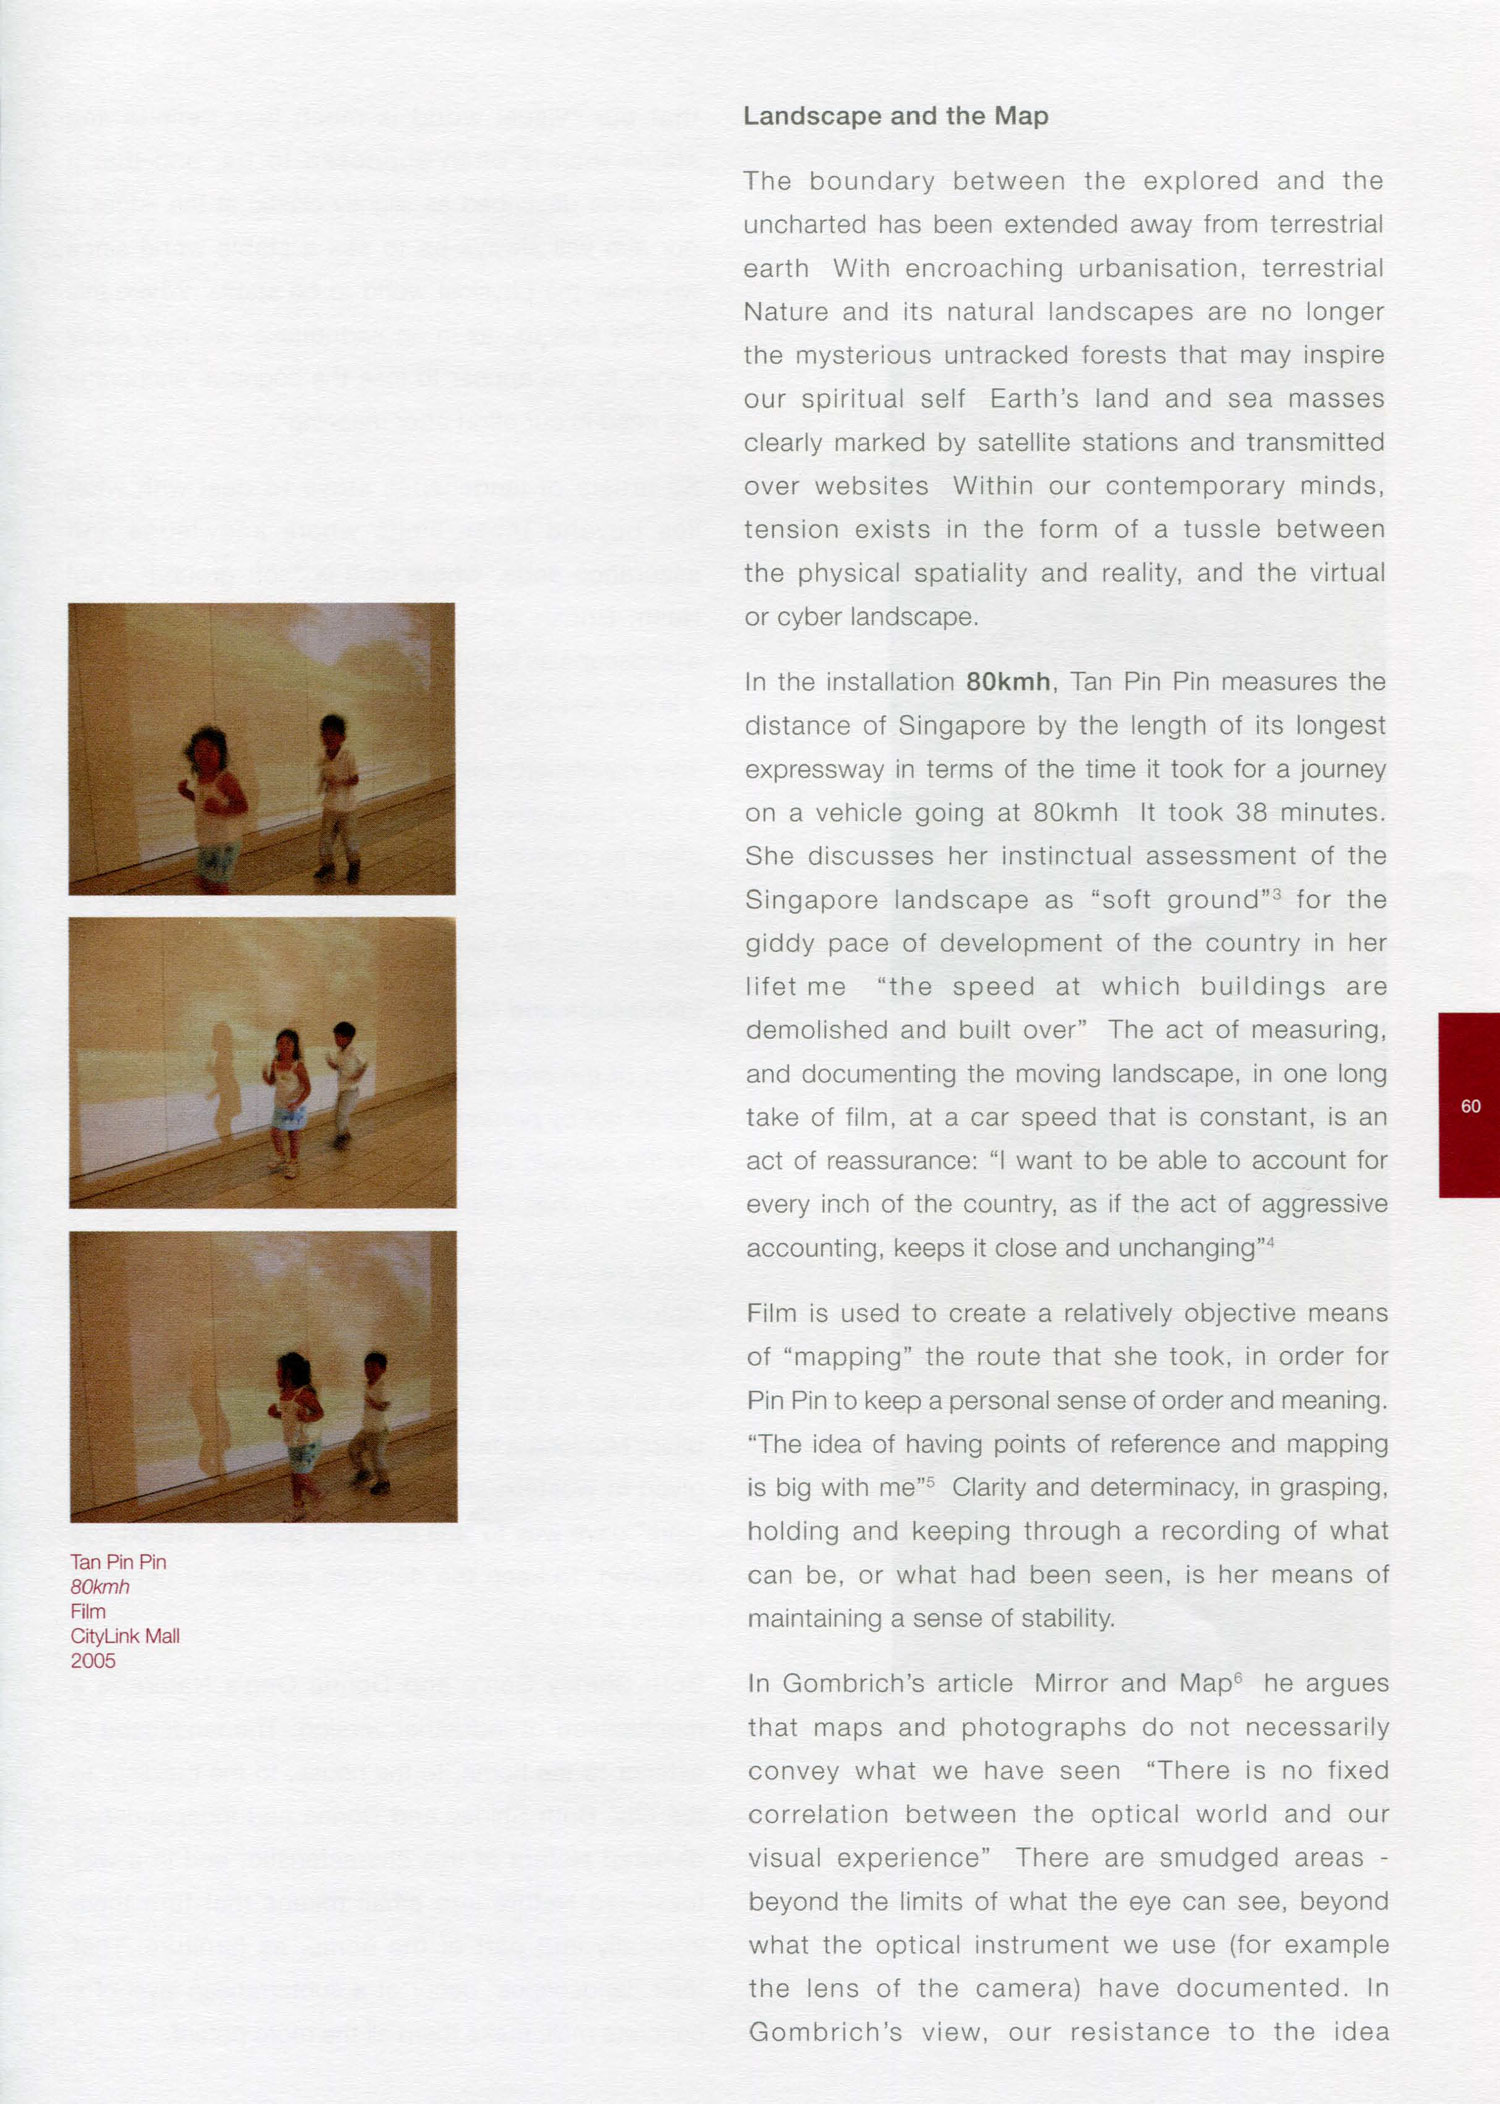 Landscape and the Map
The boundary between the explored and the
uncharted has been extended away from terrestrial
earth With encroaching urbanisation, terrestrial
Nature and its natural landscapes are no longer
the mysterious untracked forests that may inspire
our spiritual self Earth's land and sea masses
clearly marked by satellite stations and transmitted
over websites Within our contemporary minds,
tension exists in the form of a tussle between
the physical spatiality and reality, and the virtual
or cyber landscape.
In the installation 80kmh, Tan Pin Pin measures the
distance of Singapore by the length of its longest
expressway in terms of the time it took for a journey
on a vehicle going at 80kmh It took 38 minutes.
She discusses her instinctual assessment of the
Singapore landscape as “soft ground”³ for the
giddy pace of development of the country in her
lifet me “the speed at which buildings are
demolished and built over” The act of measuring,
and documenting the moving landscape, in one long
take of film, at a car speed that is constant, is an
act of reassurance: “I want to be able to account for
every inch of the country, as if the act of aggressive
accounting, keeps it close and unchanging”⁴
Film is used to create a relatively objective means
of “mapping” the route that she took, in order for
Pin Pin to keep a personal sense of order and meaning.
“The idea of having points of reference and mapping
is big with me”⁵ Clarity and determinacy, in grasping,
holding and keeping through a recording of what
can be, or what had been seen, is her means of
maintaining a sense of stability.
In Gombrich's article Mirror and Map⁶ he argues
that maps and photographs do not necessarily
convey what we have seen “There is no fixed
correlation between the optical world and our
visual experience” There are smudged areas -
beyond the limits of what the eye can see, beyond
what the optical instrument we use (for example
the lens of the camera) have documented. In
Gombrich's view, our resistance to the idea
Tan Pin Pin
80kmh
Film
CityLink Mall
2005
60